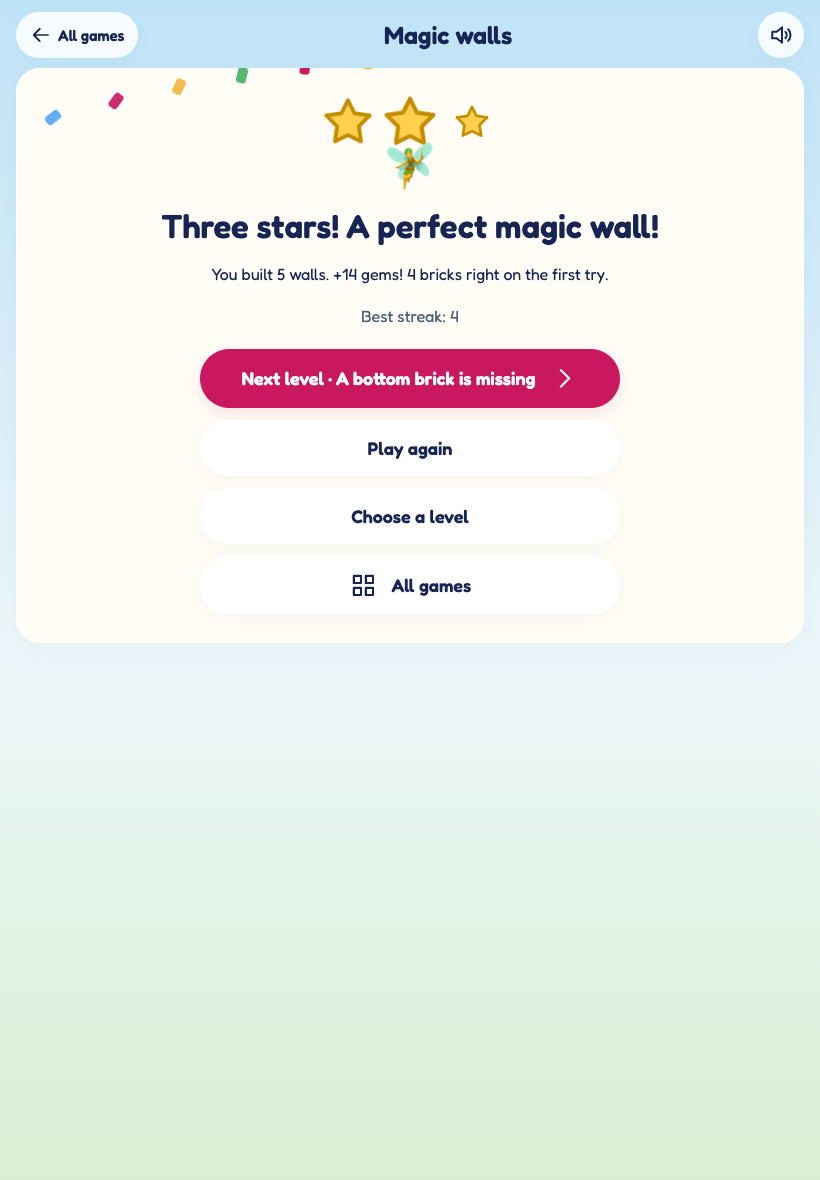 All games
Magic walls
Three stars! A perfect magic wall!
You built 5 walls. +14 gems! 4 bricks right on the first try.
Best streak: 4
Next level · A bottom brick is missing
Play again
Choose a level
All games